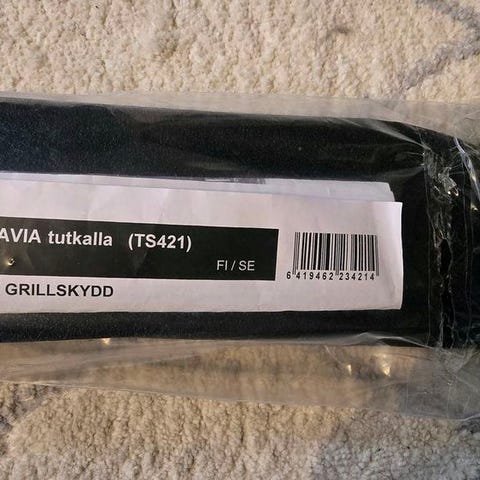 AVIA tutkalla (TS421)
FI / SE
6 419462 234214
GRILLSKYDD